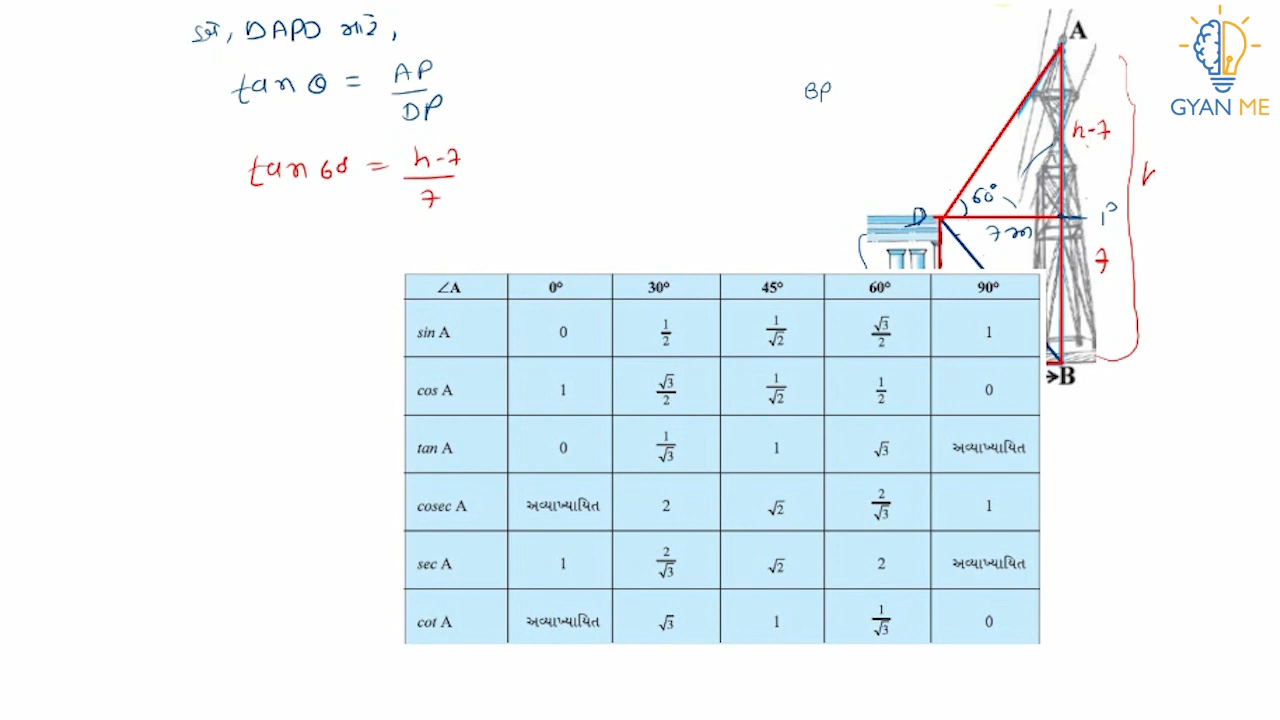 હવે, ΔAPD માટે,
tan θ = AP/DP
tan 60° = h-7/7
BP
A
GYAN ME
h-7
h
60°
D
P
7 m
7
B
∠A 0° 30° 45° 60° 90°
sin A 0 1/2 1/√2 √3/2 1
cos A 1 √3/2 1/√2 1/2 0
tan A 0 1/√3 1 √3 અવ્યાખ્યાયિત
cosec A અવ્યાખ્યાયિત 2 √2 2/√3 1
sec A 1 2/√3 √2 2 અવ્યાખ્યાયિત
cot A અવ્યાખ્યાયિત √3 1 1/√3 0